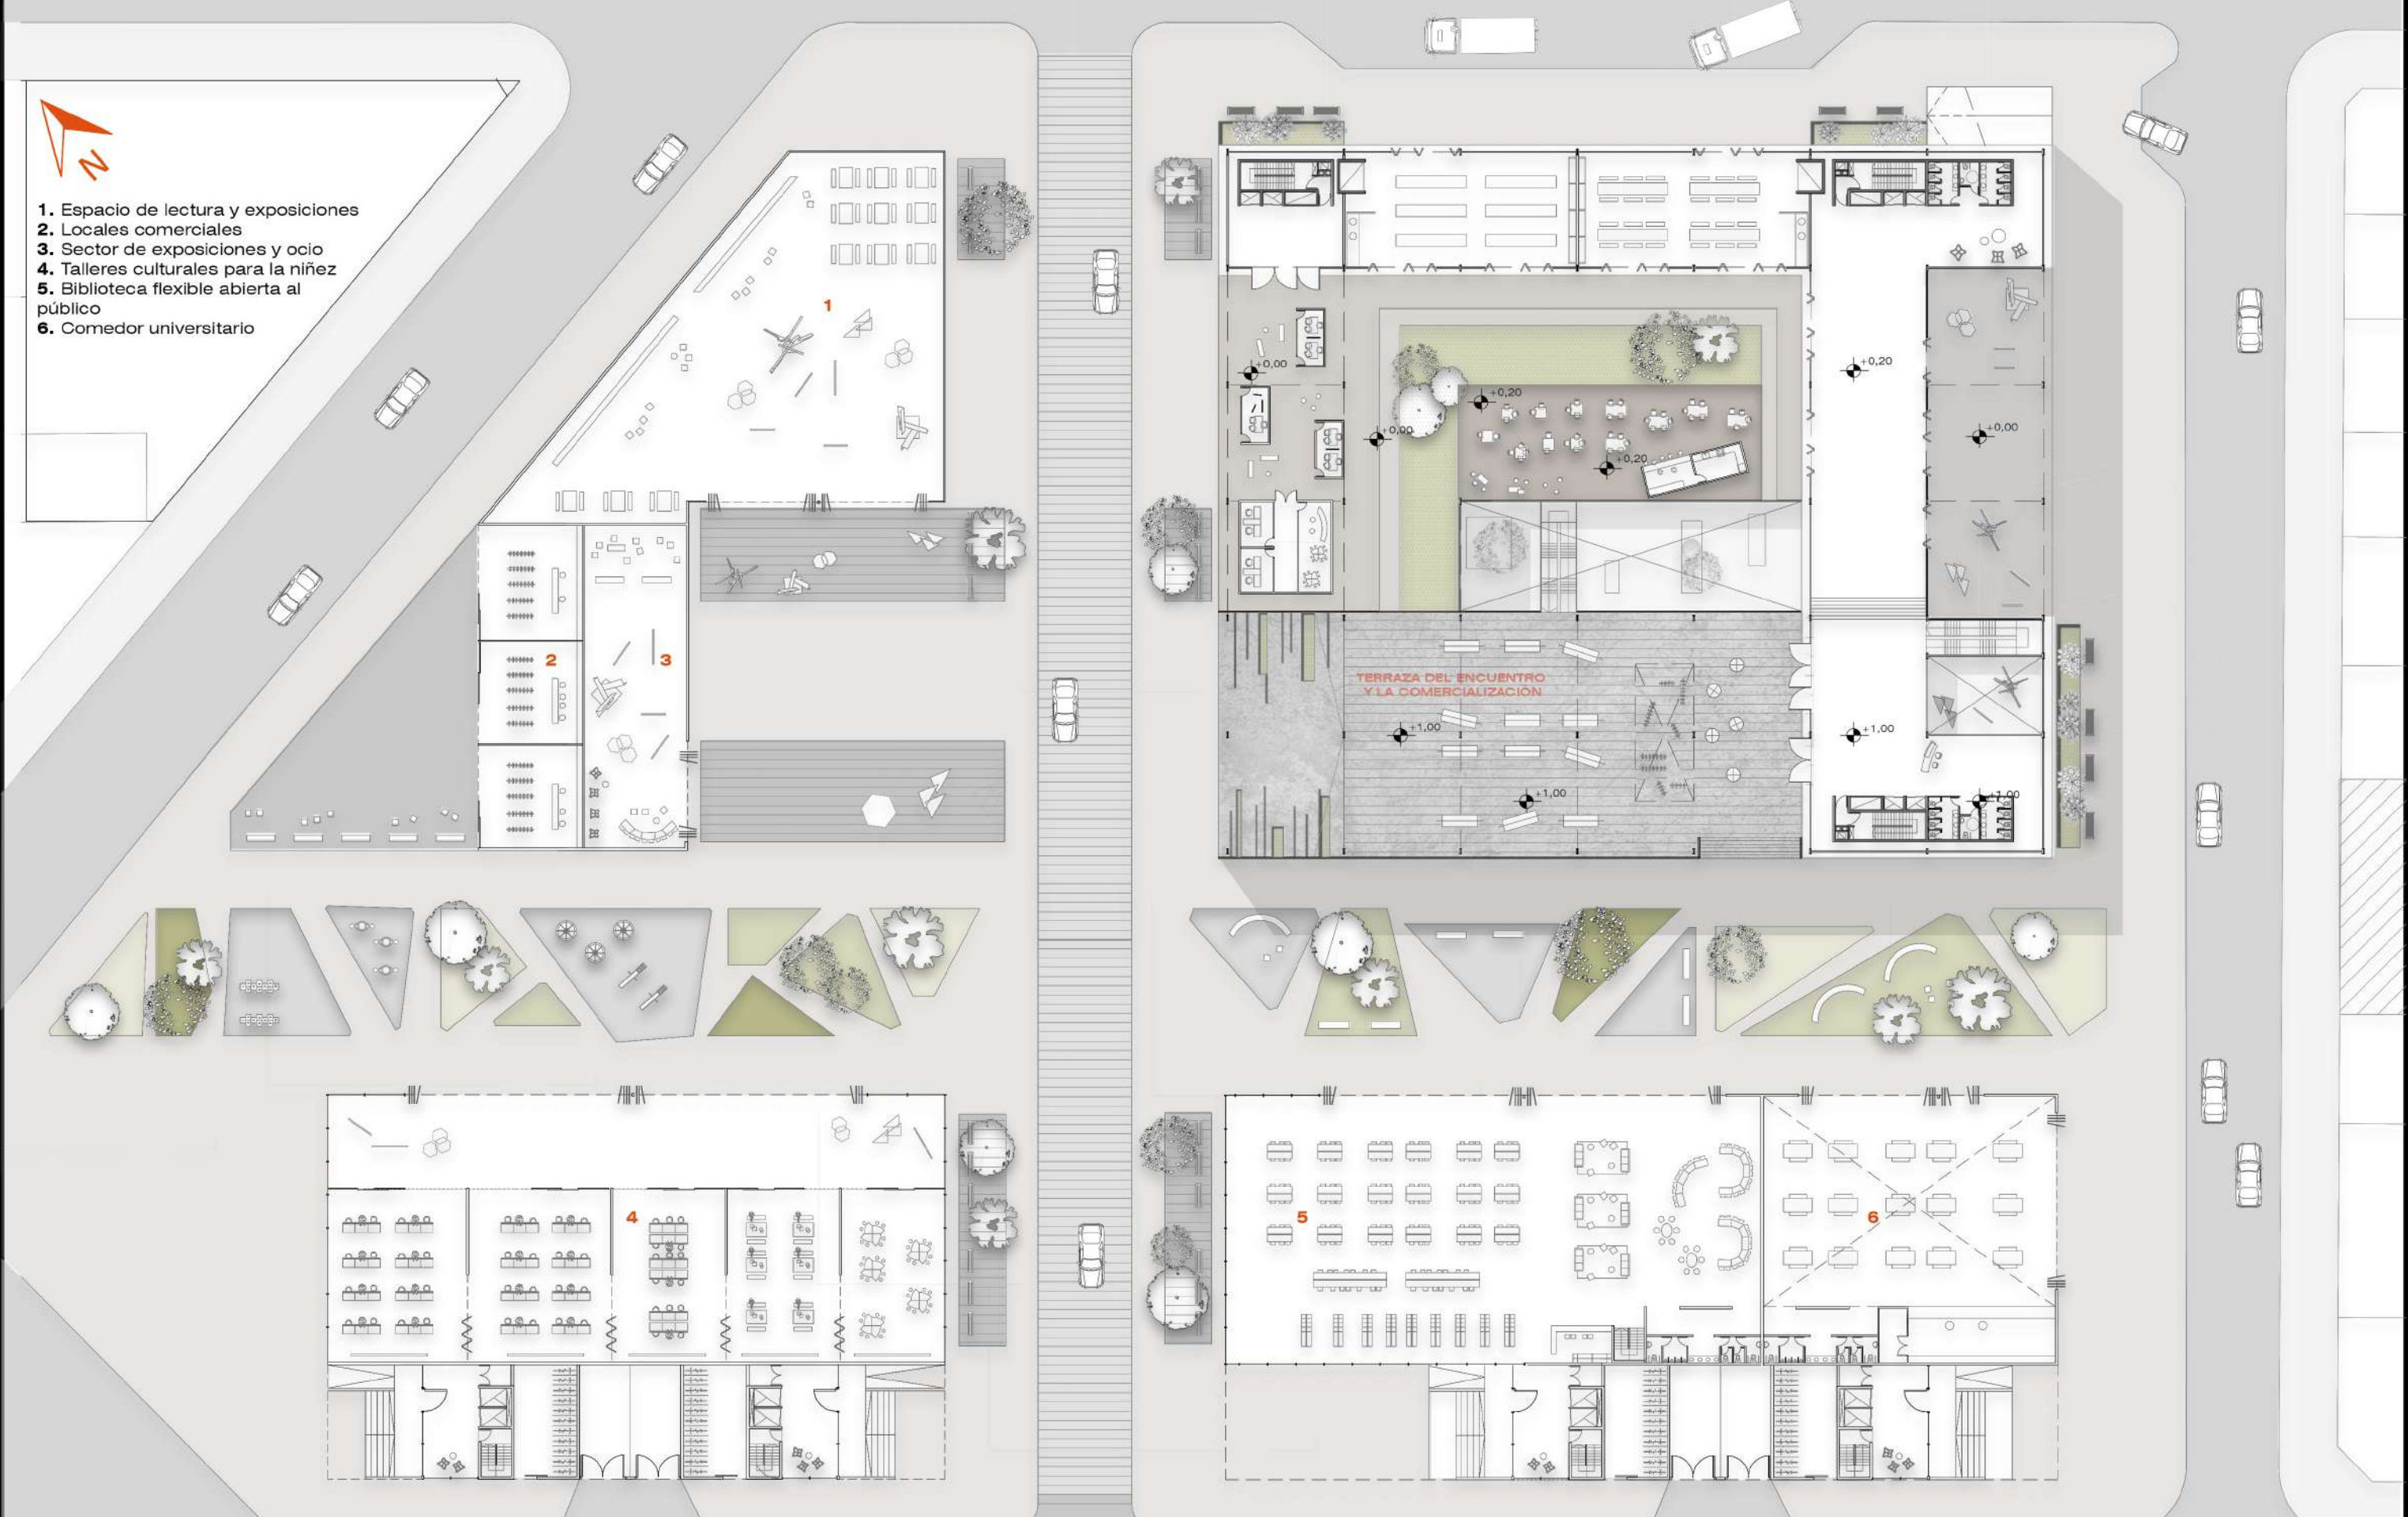 N
1. Espacio de lectura y exposiciones
2. Locales comerciales
3. Sector de exposiciones y ocio
4. Talleres culturales para la niñez
5. Biblioteca flexible abierta al
público
6. Comedor universitario
1
+0,00
+0,20
+0,20
+0,00
+0,00
+0,20
2
3
TERRAZA DEL ENCUENTRO
Y LA COMERCIALIZACIÓN
+1,00
+1,00
+1,00
+1,00
4
5
6